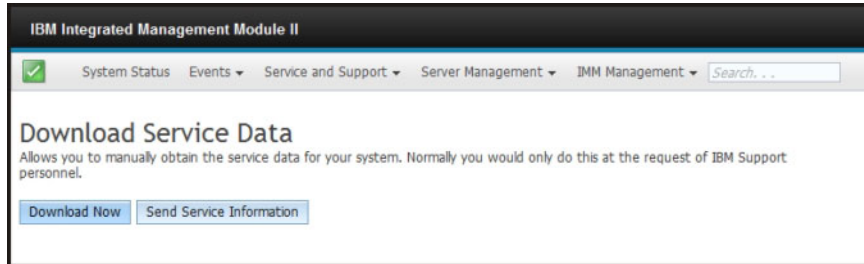 IBM Integrated Management Module II
System Status Events Service and Support Server Management IMM Management Search. . .
Download Service Data
Allows you to manually obtain the service data for your system. Normally you would only do this at the request of IBM Support
personnel.
Download Now Send Service Information